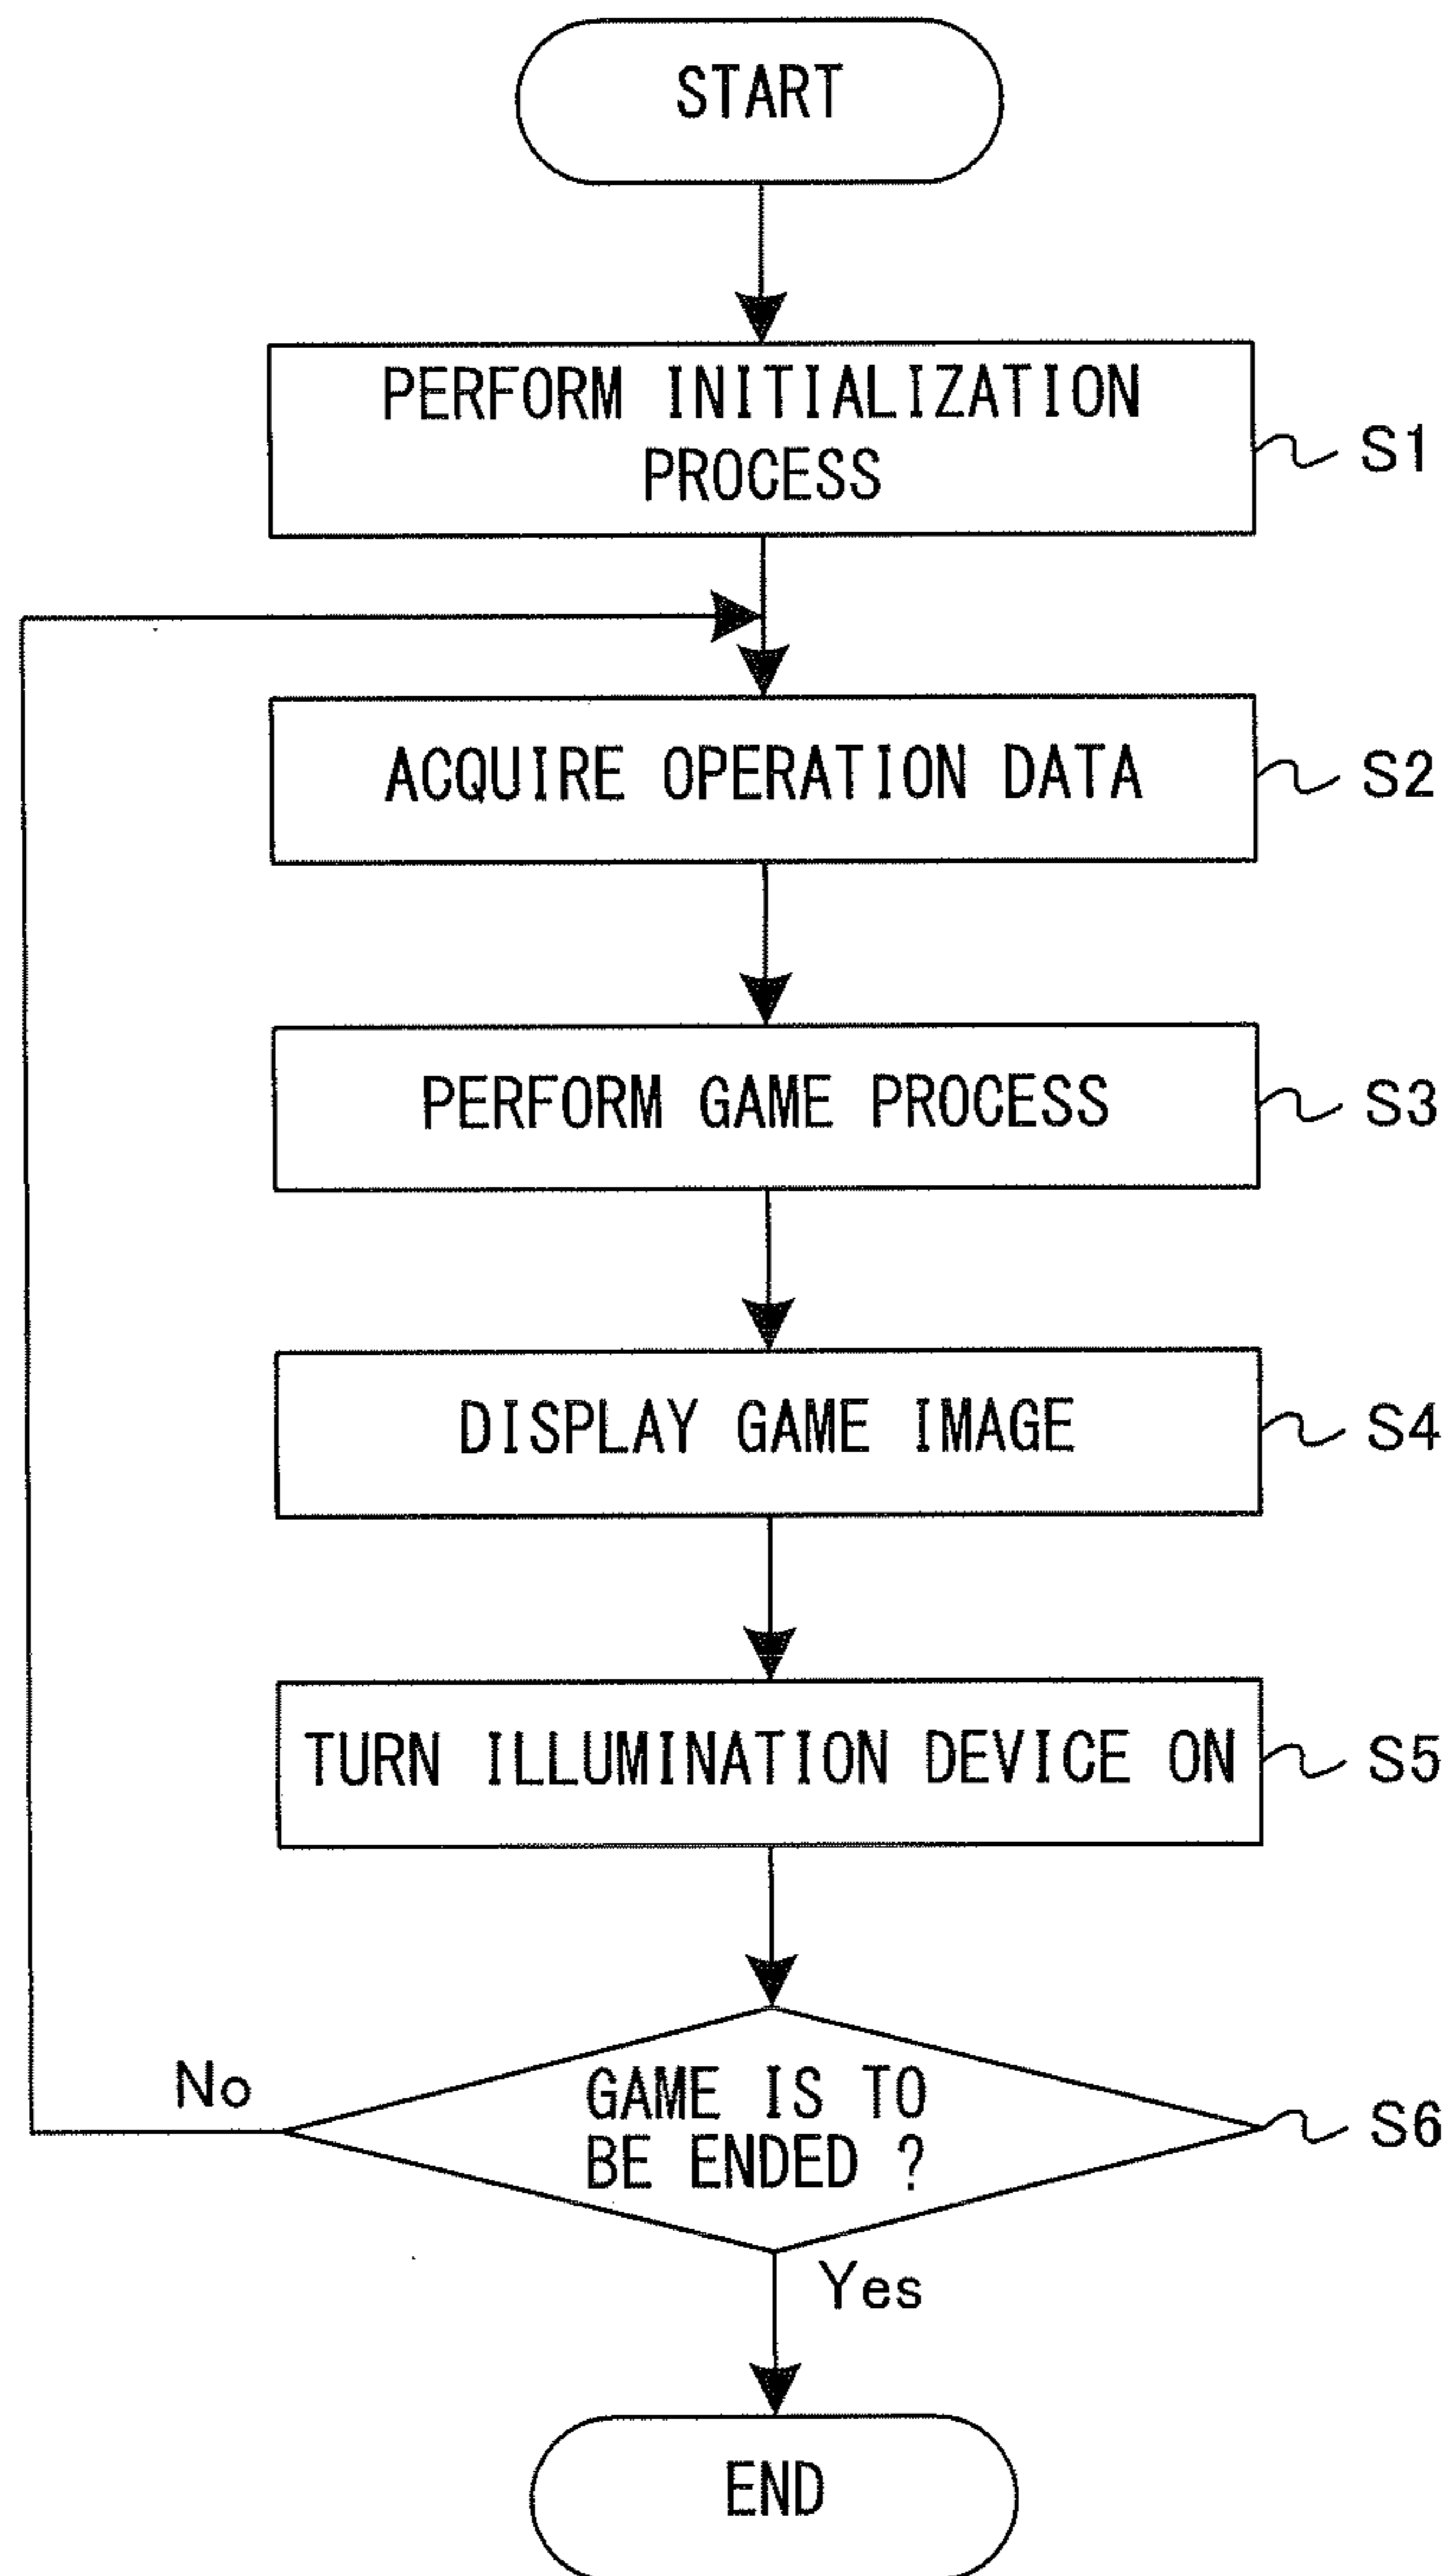 START
PERFORM INITIALIZATION
PROCESS
S1
ACQUIRE OPERATION DATA
S2
PERFORM GAME PROCESS
S3
DISPLAY GAME IMAGE
S4
TURN ILLUMINATION DEVICE ON
S5
No
GAME IS TO
BE ENDED ?
S6
Yes
END